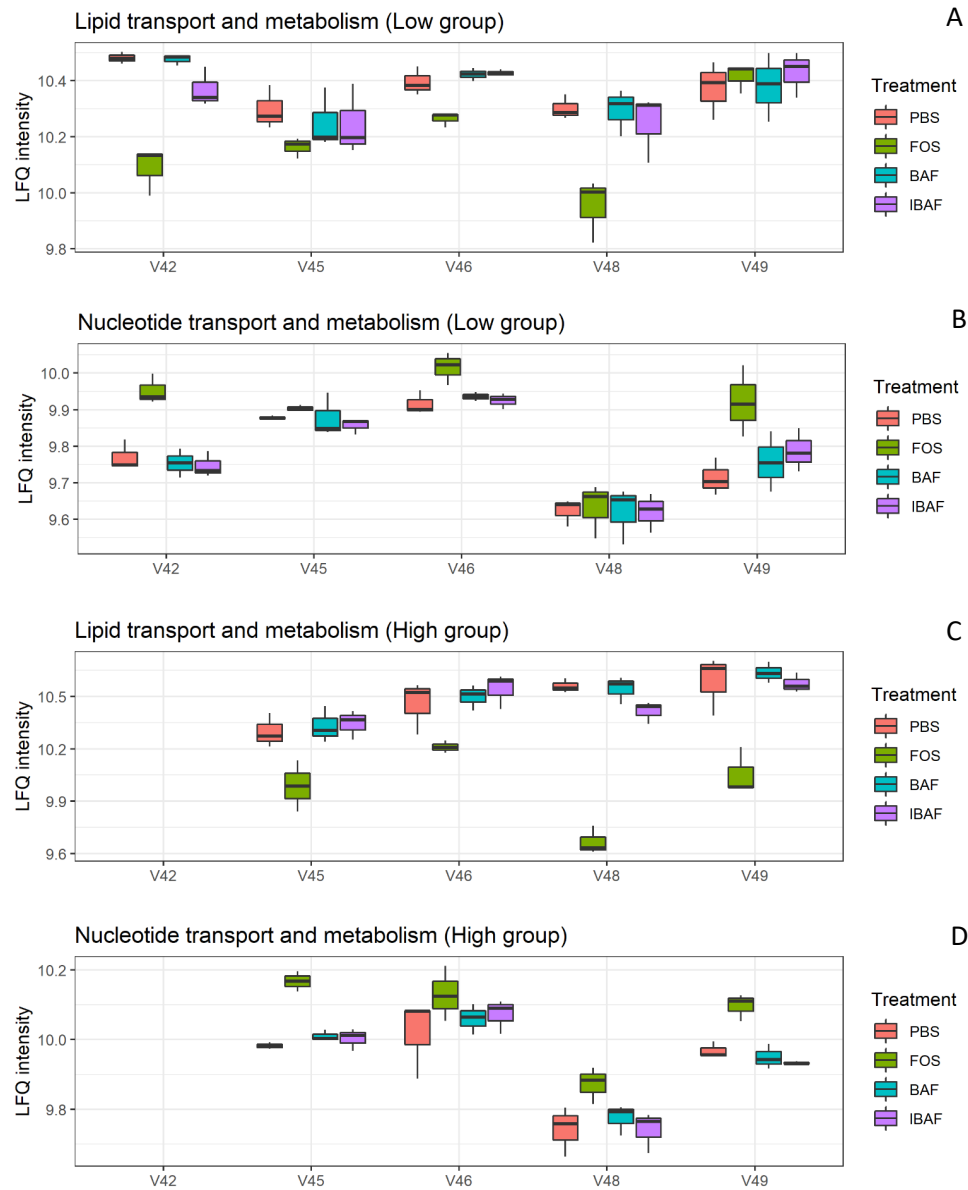 Lipid transport and metabolism (Low group)
A
LFQ intensity
10.4
10.2
10.0
9.8
V42 V45 V46 V48 V49
Treatment
PBS
FOS
BAF
IBAF
Nucleotide transport and metabolism (Low group)
B
LFQ intensity
10.0
9.9
9.8
9.7
9.6
V42 V45 V46 V48 V49
Treatment
PBS
FOS
BAF
IBAF
Lipid transport and metabolism (High group)
C
LFQ intensity
10.5
10.2
9.9
9.6
V42 V45 V46 V48 V49
Treatment
PBS
FOS
BAF
IBAF
Nucleotide transport and metabolism (High group)
D
LFQ intensity
10.2
10.0
9.8
V42 V45 V46 V48 V49
Treatment
PBS
FOS
BAF
IBAF